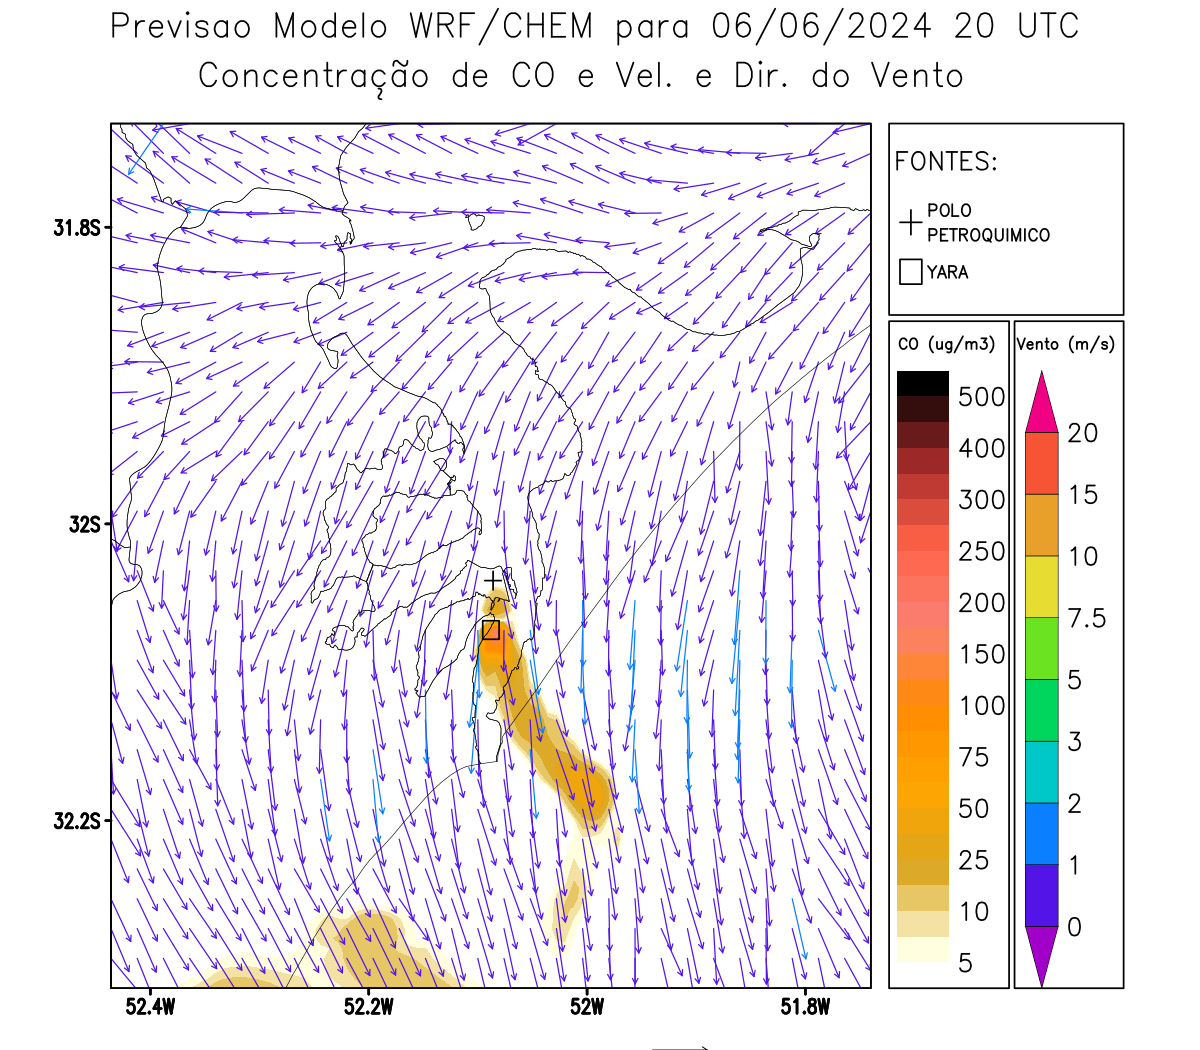 Previsao Modelo WRF/CHEM para 06/06/2024 20 UTC
Concentração de CO e Vel. e Dir. do Vento
FONTES:
POLO
PETROQUIMICO
YARA
CO (ug/m3)
500
400
300
250
200
150
100
75
50
25
10
5
Vento (m/s)
20
15
10
7.5
5
3
2
1
0
31.8S
32S
32.2S
52.4W
52.2W
52W
51.8W